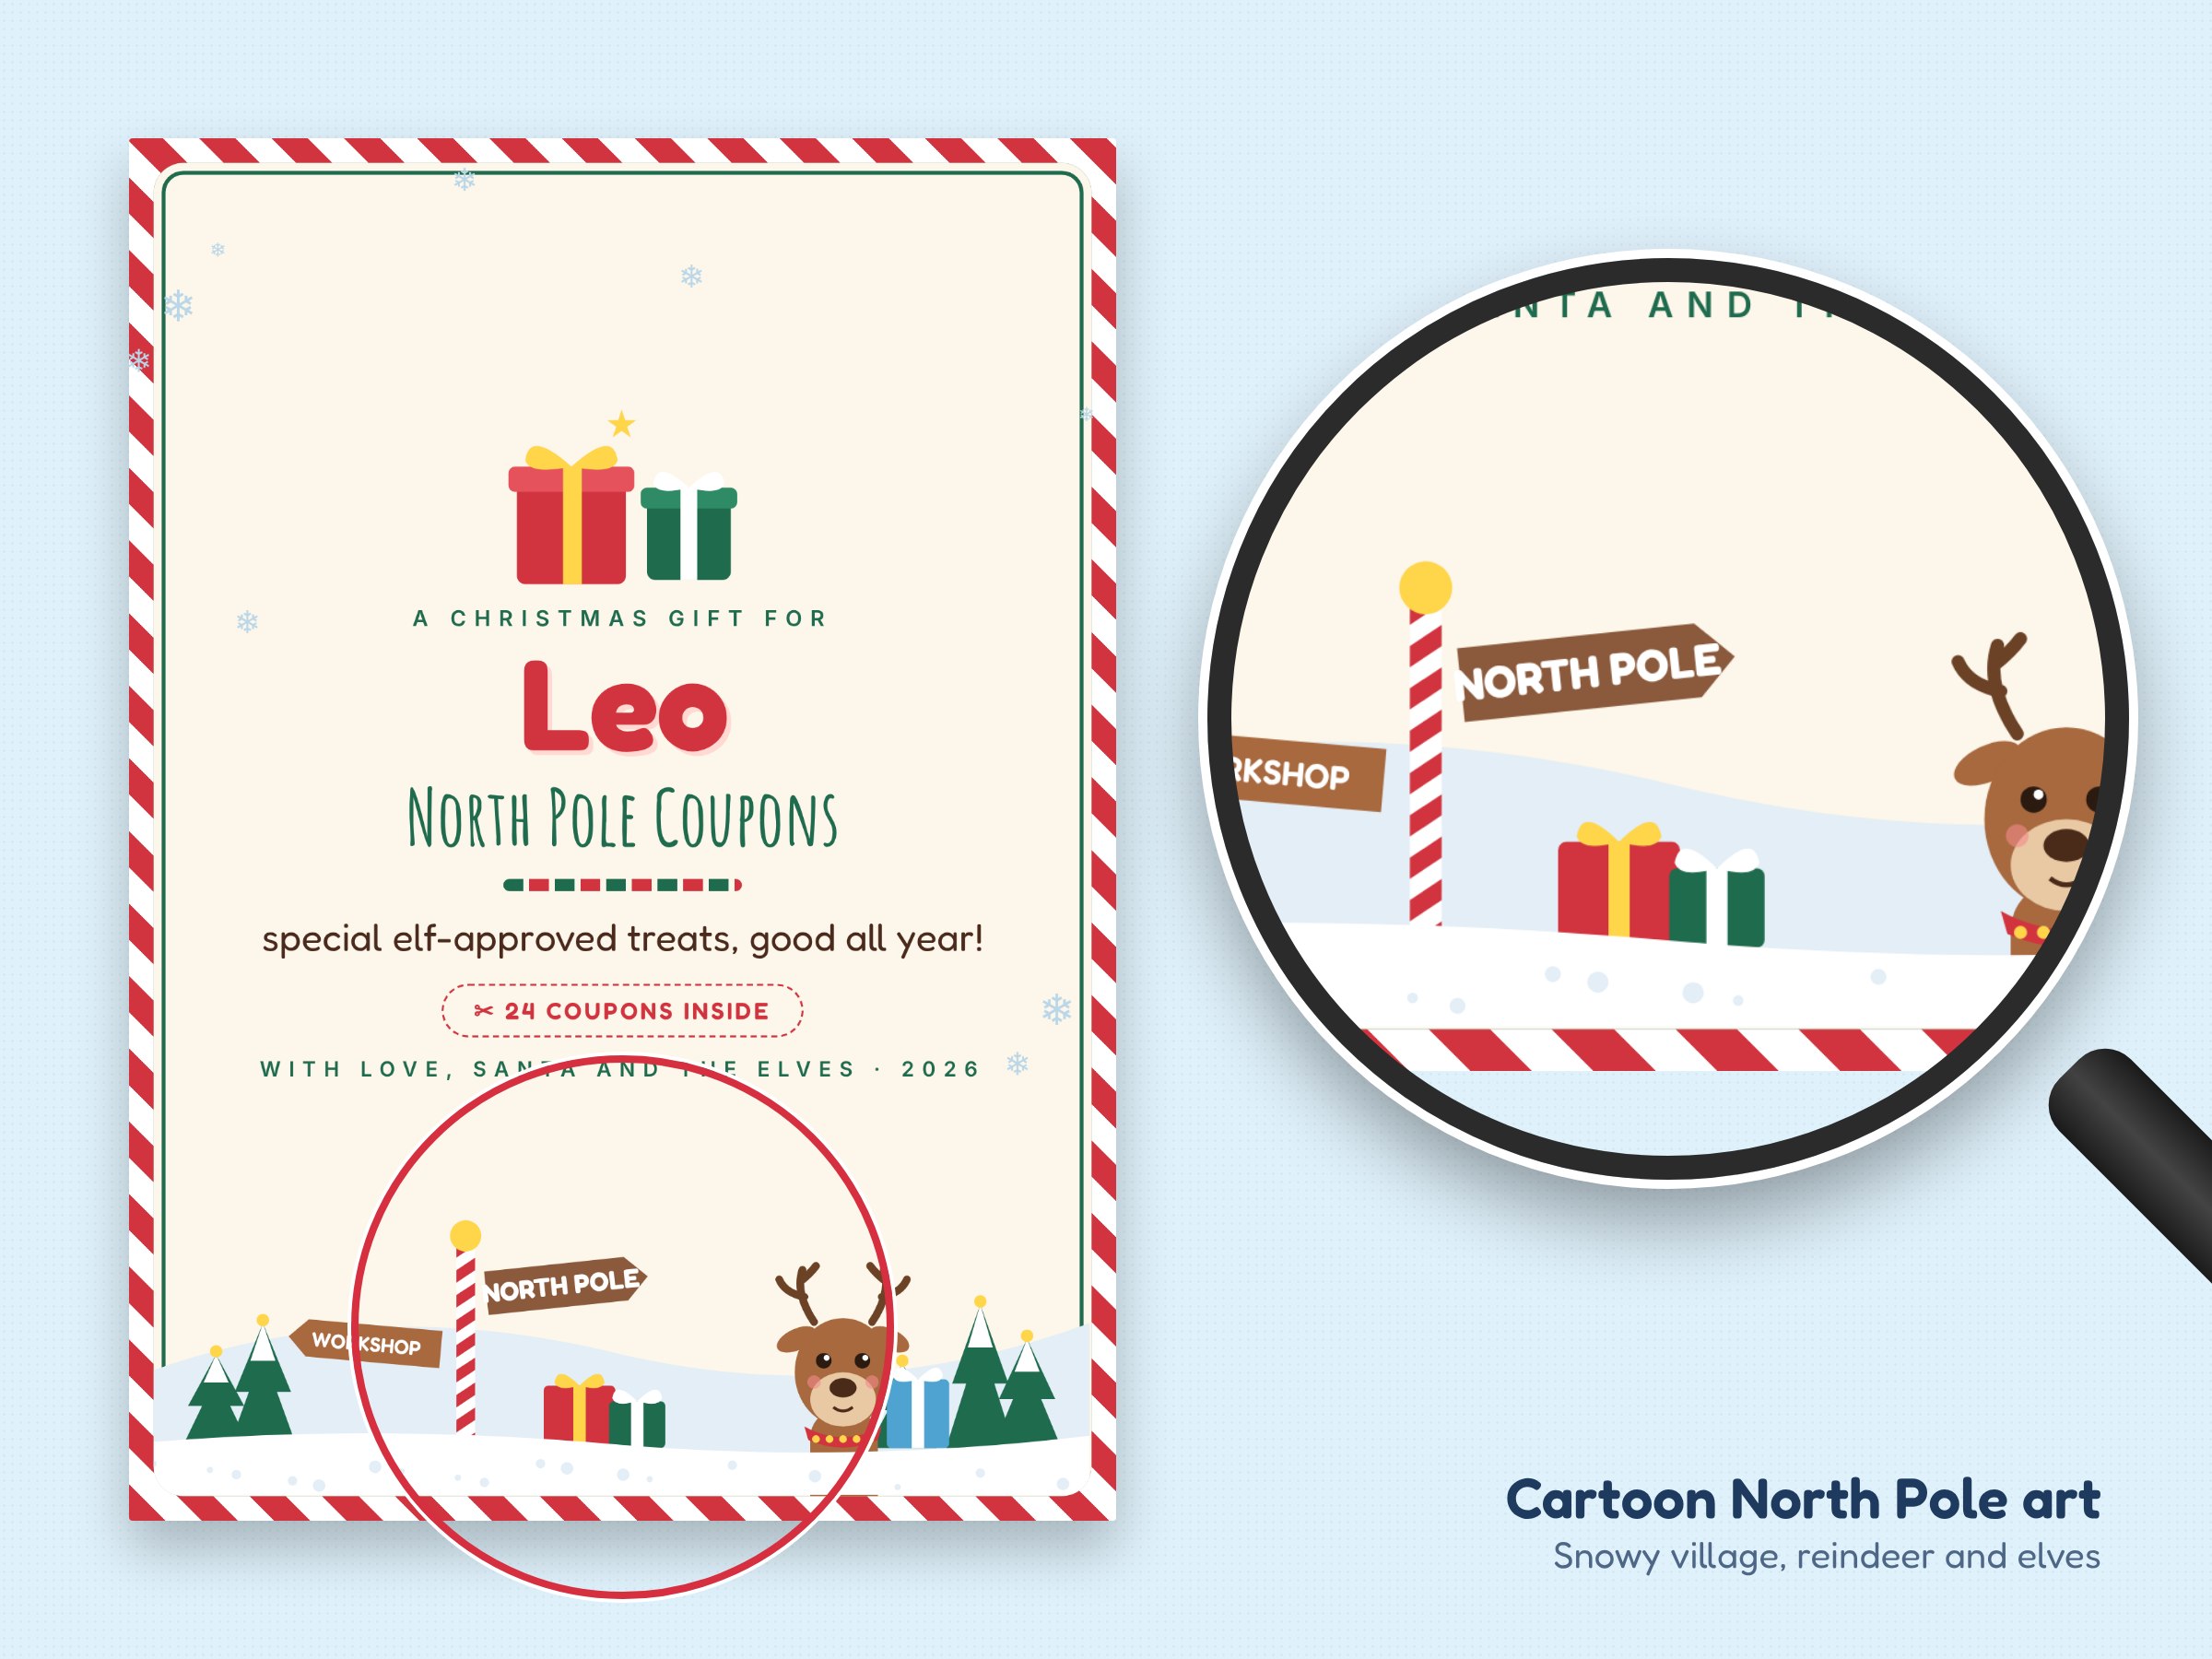 A CHRISTMAS GIFT FOR
Leo
North Pole Coupons
special elf-approved treats, good all year!
✂ 24 COUPONS INSIDE
WITH LOVE, SANTA AND THE ELVES · 2026
NORTH POLE
WORKSHOP
NTA AND
NORTH POLE
RKSHOP
Cartoon North Pole art
Snowy village, reindeer and elves